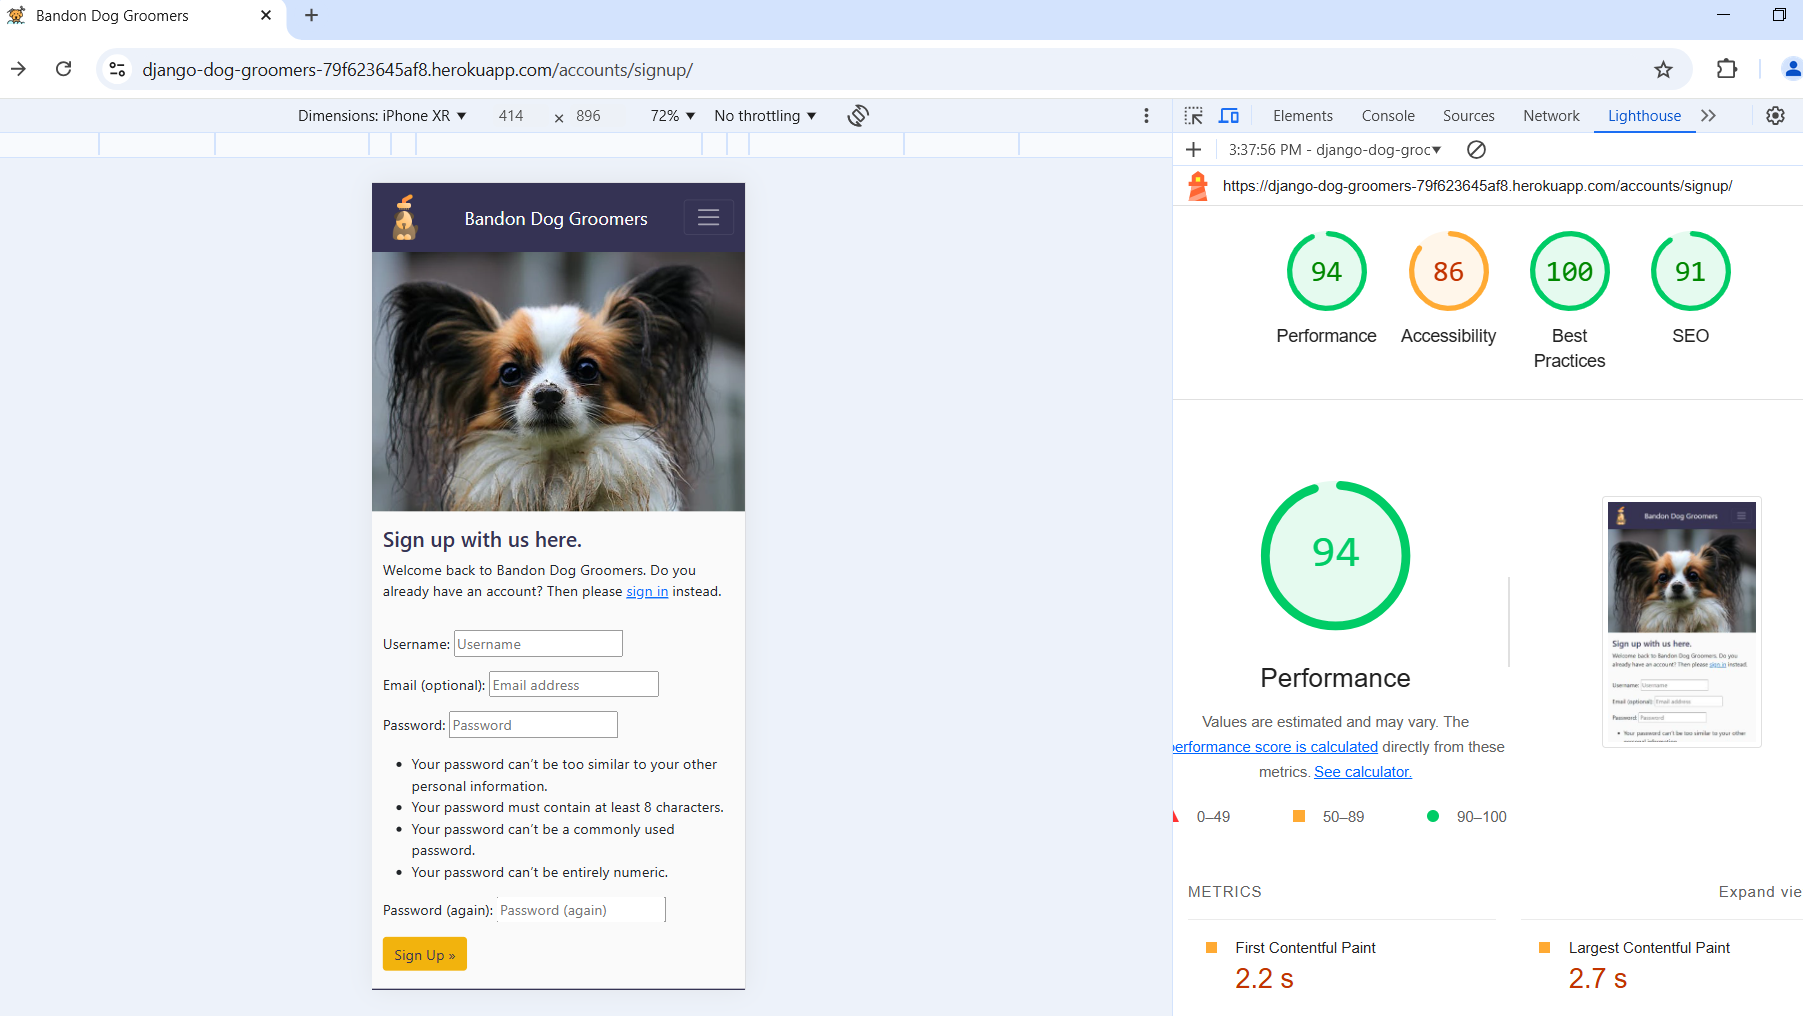 Bandon Dog Groomers
django-dog-groomers-79f623645af8.herokuapp.com/accounts/signup/
Dimensions: iPhone XR ▼ 414 × 896 72% ▼ No throttling ▼
Elements Console Sources Network Lighthouse
3:37:56 PM - django-dog-groc▼
https://django-dog-groomers-79f623645af8.herokuapp.com/accounts/signup/
Bandon Dog Groomers
Sign up with us here.
Welcome back to Bandon Dog Groomers. Do you
already have an account? Then please sign in instead.
Username: Username
Email (optional): Email address
Password: Password
• Your password can’t be too similar to your other
personal information.
• Your password must contain at least 8 characters.
• Your password can’t be a commonly used
password.
• Your password can’t be entirely numeric.
Password (again): Password (again)
Sign Up »
94 86 100 91
Performance Accessibility Best Practices SEO
94
Performance
Values are estimated and may vary. The
performance score is calculated directly from these
metrics. See calculator.
0–49 50–89 90–100
Bandon Dog Groomers
Sign up with us here.
Welcome back to Bandon Dog Groomers. Do you
already have an account? Then please sign in instead.
Username: Username
Email (optional): Email address
Password: Password
• Your password can't be too similar to your other
METRICS
Expand vie
First Contentful Paint
2.2 s
Largest Contentful Paint
2.7 s